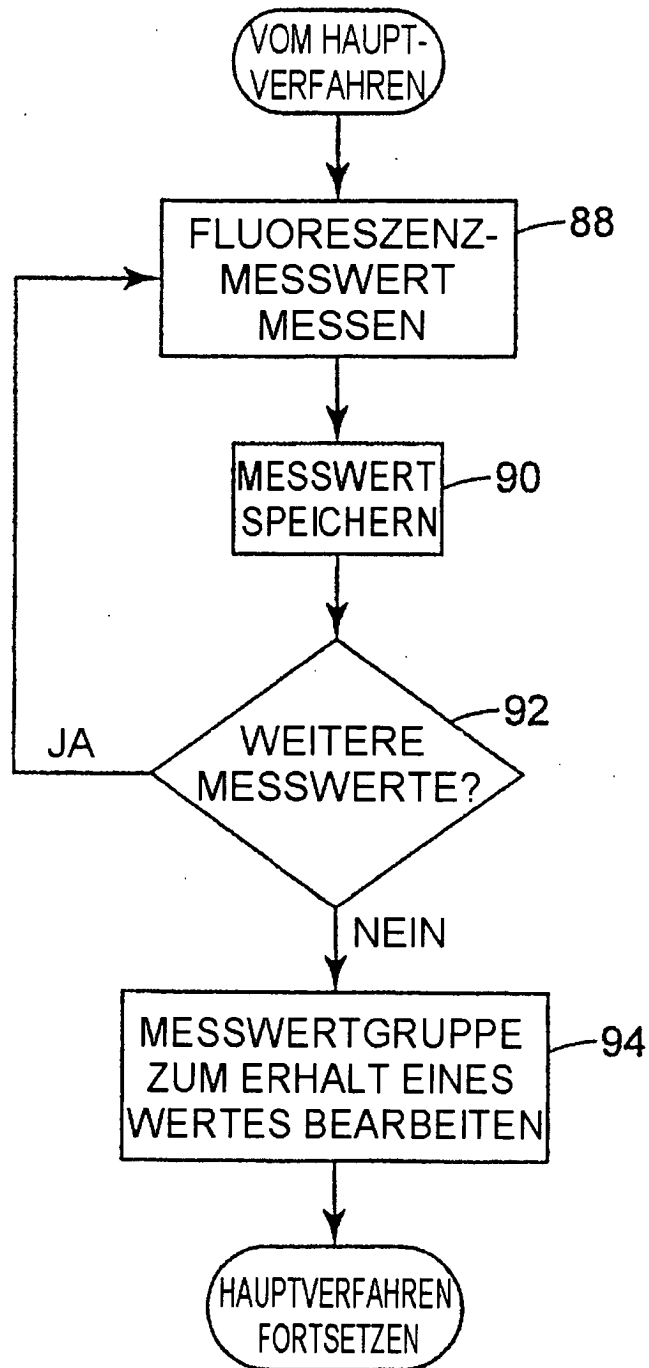 VOM HAUPT-
VERFAHREN
FLUORESZENZ-
MESSWERT
MESSEN
88
MESSWERT
SPEICHERN
90
WEITERE
MESSWERTE?
92
JA
NEIN
MESSWERTGRUPPE
ZUM ERHALT EINES
WERTES BEARBEITEN
94
HAUPTVERFAHREN
FORTSETZEN